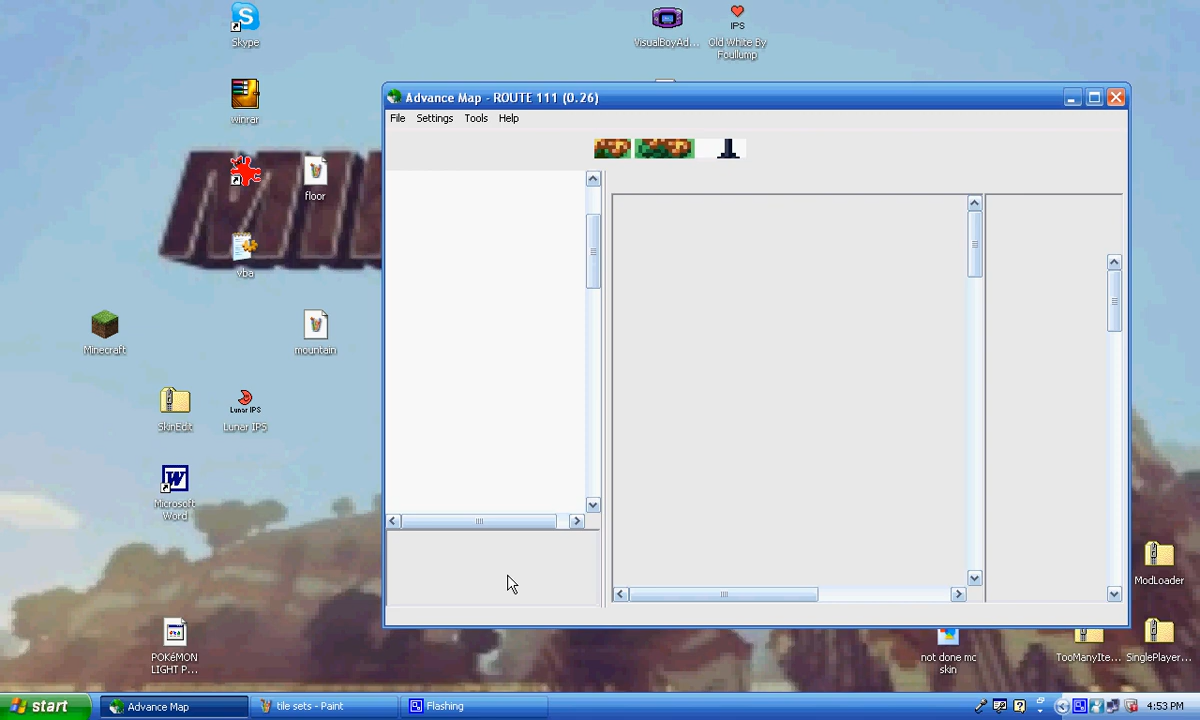 Skype
VisualBoyAd...
IPS
Old White By
Foullump
Advance Map - ROUTE 111 (0.26)
File Settings Tools Help
winrar
floor
vba
Minecraft
mountain
SkinEdit
Lunar IPS
Lunar IPS
Microsoft
Word
POKéMON
LIGHT P...
ModLoader
not done mc
skin
TooManyIte...
SinglePlayer...
start
Advance Map
tile sets - Paint
Flashing
4:53 PM